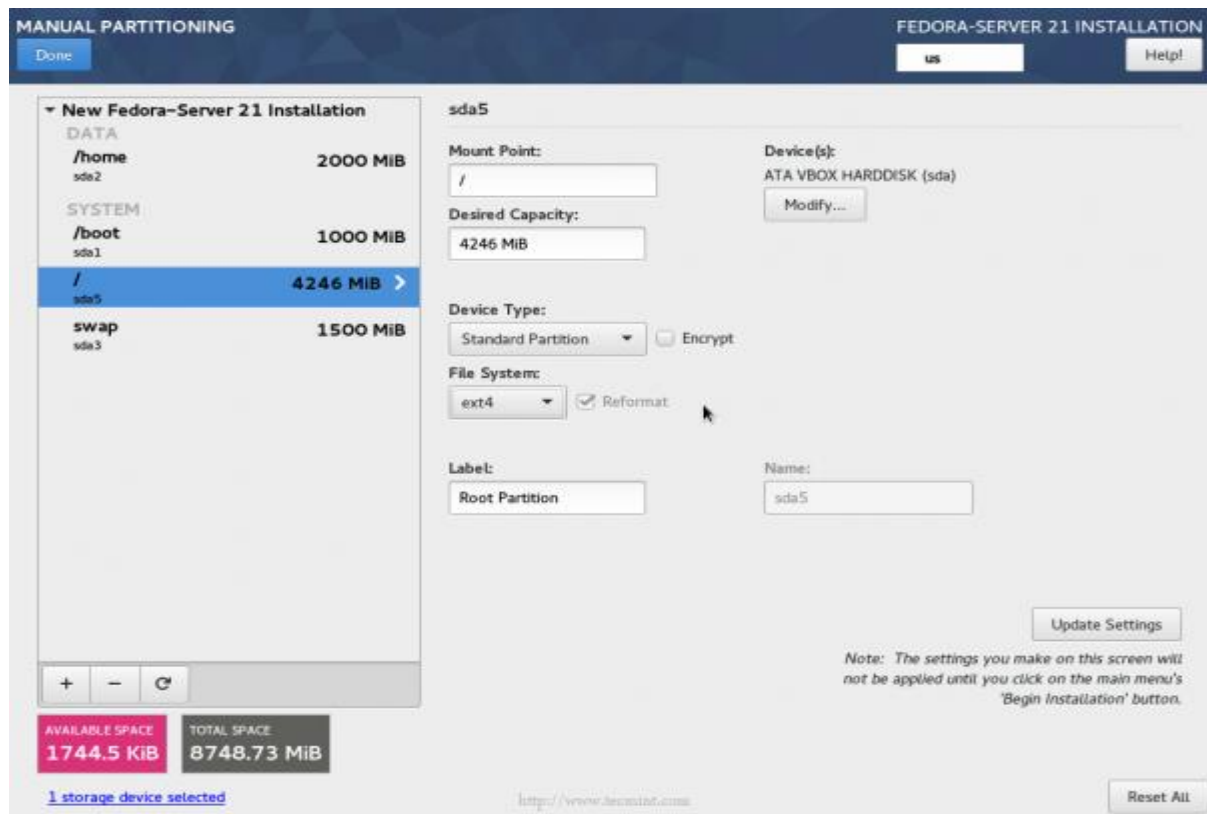 MANUAL PARTITIONING
FEDORA-SERVER 21 INSTALLATION
Done
us
Help!
New Fedora-Server 21 Installation
DATA
/home
2000 MiB
sda2
SYSTEM
/boot
1000 MiB
sda1
/
4246 MiB
sda5
swap
1500 MiB
sda3
+ −
AVAILABLE SPACE
1744.5 KiB
TOTAL SPACE
8748.73 MiB
1 storage device selected
sda5
Mount Point:
/
Desired Capacity:
4246 MiB
Device(s):
ATA VBOX HARDDISK (sda)
Modify...
Device Type:
Standard Partition
Encrypt
File System:
ext4
Reformat
Label:
Root Partition
Name:
sda5
Update Settings
Note: The settings you make on this screen will
not be applied until you click on the main menu's
'Begin Installation' button.
http://www.tecmint.com
Reset All